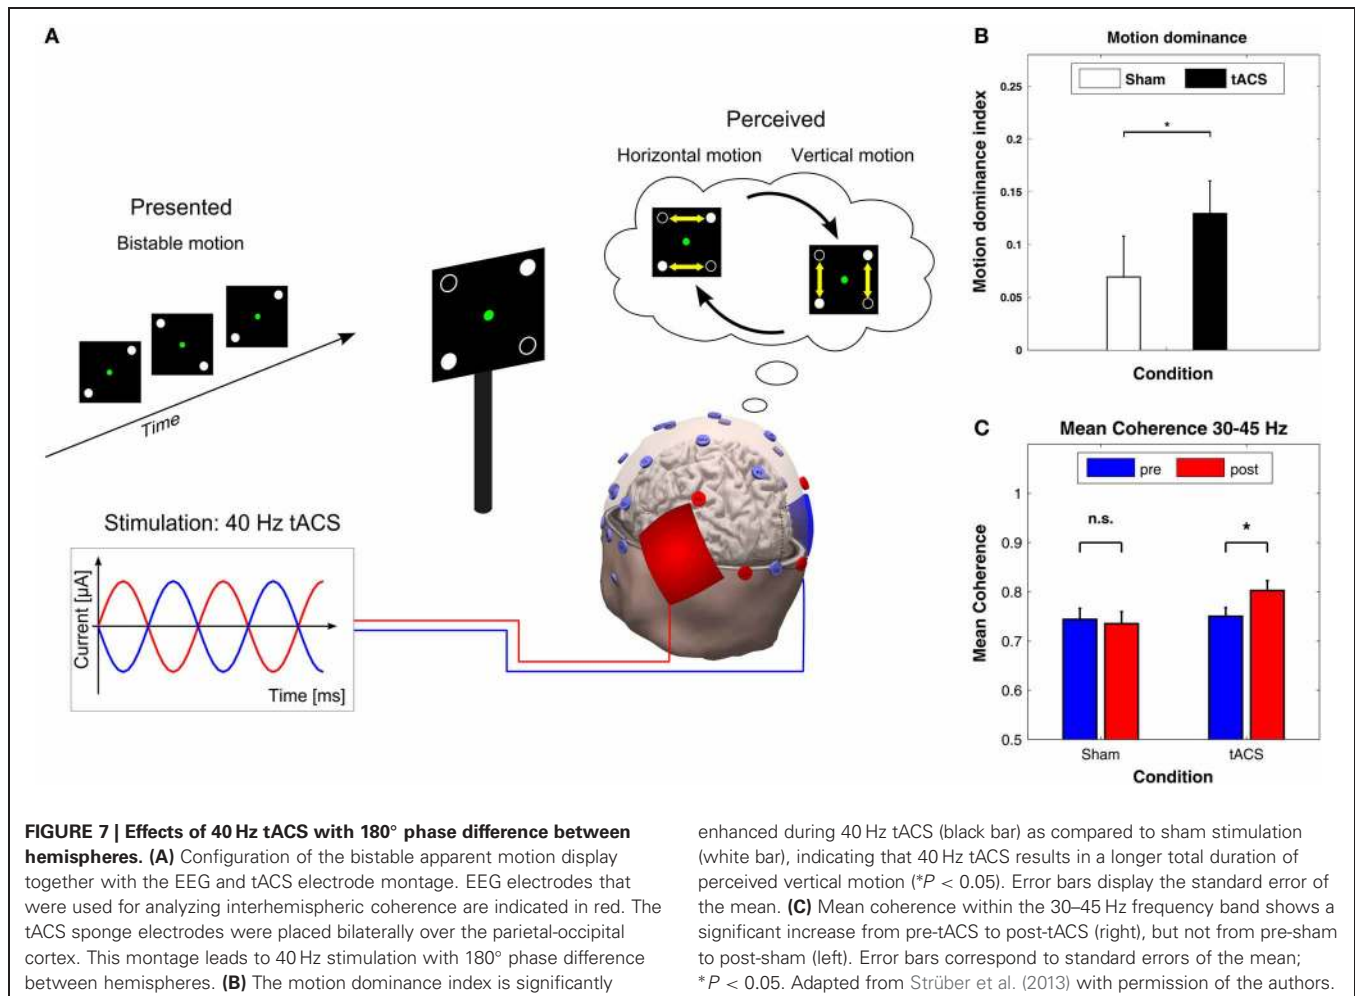 A
Presented
Bistable motion
Time
Perceived
Horizontal motion
Vertical motion
Stimulation: 40 Hz tACS
Current [µA]
Time [ms]
B
Motion dominance
Sham
tACS
Motion dominance index
0.25
0.2
0.15
0.1
0.05
0
*
Condition
C
Mean Coherence 30-45 Hz
pre
post
Mean Coherence
1
0.9
0.8
0.7
0.6
0.5
n.s.
*
Sham
tACS
Condition
FIGURE 7 | Effects of 40 Hz tACS with 180° phase difference between
hemispheres. (A) Configuration of the bistable apparent motion display
together with the EEG and tACS electrode montage. EEG electrodes that
were used for analyzing interhemispheric coherence are indicated in red. The
tACS sponge electrodes were placed bilaterally over the parietal-occipital
cortex. This montage leads to 40 Hz stimulation with 180° phase difference
between hemispheres. (B) The motion dominance index is significantly
enhanced during 40 Hz tACS (black bar) as compared to sham stimulation
(white bar), indicating that 40 Hz tACS results in a longer total duration of
perceived vertical motion (*P < 0.05). Error bars display the standard error of
the mean. (C) Mean coherence within the 30–45 Hz frequency band shows a
significant increase from pre-tACS to post-tACS (right), but not from pre-sham
to post-sham (left). Error bars correspond to standard errors of the mean;
*P < 0.05. Adapted from Strüber et al. (2013) with permission of the authors.